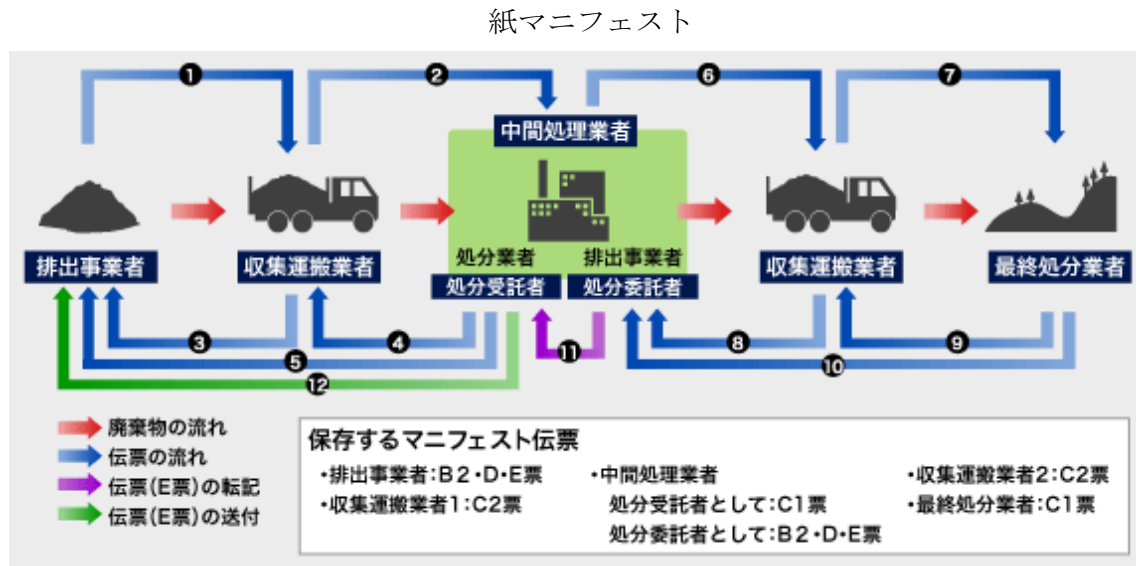 紙マニフェスト
❶ ❷ ❻ ❼
中間処理業者
処分業者 排出事業者
排出事業者 収集運搬業者 処分受託者 処分委託者 収集運搬業者 最終処分業者
❸ ❹ ⓫ ❽ ❾
❺ ❿
⓬
廃棄物の流れ
伝票の流れ
伝票(E票)の転記
伝票(E票)の送付
保存するマニフェスト伝票
・排出事業者:B2・D・E票
・収集運搬業者1:C2票
・中間処理業者
処分受託者として:C1票
処分委託者として:B2・D・E票
・収集運搬業者2:C2票
・最終処分業者:C1票